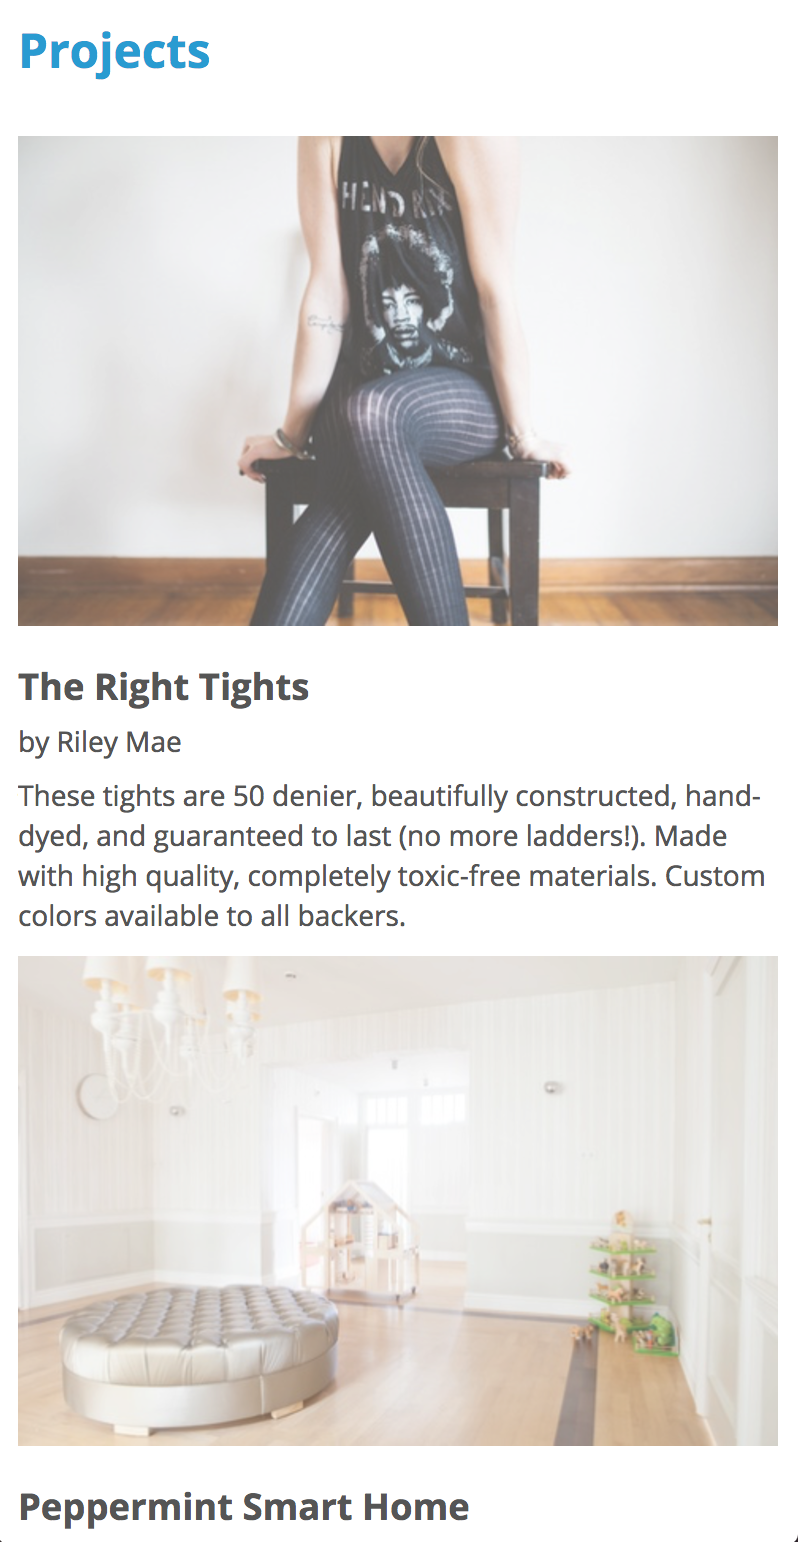 Projects
HENDRIX
The Right Tights
by Riley Mae
These tights are 50 denier, beautifully constructed, hand-
dyed, and guaranteed to last (no more ladders!). Made
with high quality, completely toxic-free materials. Custom
colors available to all backers.
Peppermint Smart Home